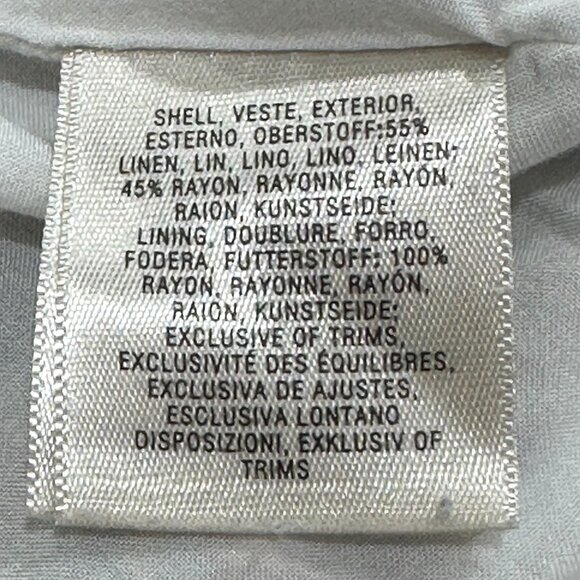 SHELL, VESTE, EXTERIOR,
ESTERNO, OBERSTOFF:55%
LINEN, LIN, LINO, LINO, LEINEN;
45% RAYON, RAYONNE, RAYÓN,
RAION, KUNSTSEIDE;
LINING, DOUBLURE, FORRO,
FODERA, FUTTERSTOFF: 100%
RAYON, RAYONNE, RAYÓN,
RAION, KUNSTSEIDE;
EXCLUSIVE OF TRIMS,
EXCLUSIVITÉ DES ÉQUILIBRES,
EXCLUSIVA DE AJUSTES,
ESCLUSIVA LONTANO
DISPOSIZIONI, EXKLUSIV OF
TRIMS